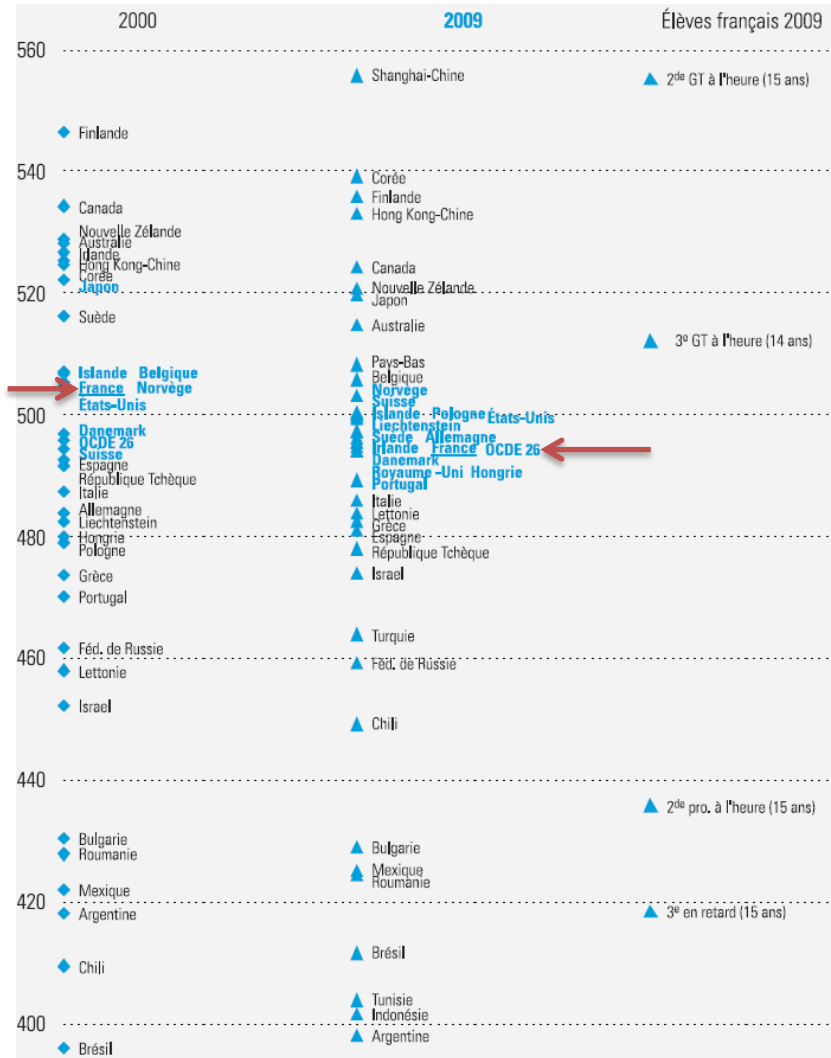 2000 2009 Élèves français 2009
560
Shanghai-Chine
2de GT à l'heure (15 ans)
Finlande
540
Corée
Finlande
Canada
Hong Kong-Chine
Nouvelle Zélande
Australie
Irlande
Hong Kong-Chine
Corée
Japon
Canada
520
Nouvelle Zélande
Japon
Suède
Australie
3e GT à l'heure (14 ans)
Islande Belgique
France Norvège
États-Unis
Pays-Bas
Belgique
Norvège
Suisse
500
Islande Pologne États-Unis
Liechtenstein
Suède Allemagne
Irlande France OCDE 26
Danemark
Royaume-Uni Hongrie
Portugal
Danemark
OCDE 26
Suisse
Espagne
République Tchèque
Italie
Allemagne
Liechtenstein
Hongrie
Pologne
Italie
Lettonie
Grèce
Espagne
République Tchèque
480
Grèce
Israel
Portugal
Turquie
Féd. de Russie
460
Féd. de Russie
Lettonie
Israel
Chili
440
2de pro. à l'heure (15 ans)
Bulgarie
Roumanie
Bulgarie
Mexique
Roumanie
Mexique
420
Argentine
3e en retard (15 ans)
Brésil
Chili
Tunisie
Indonésie
400
Argentine
Brésil